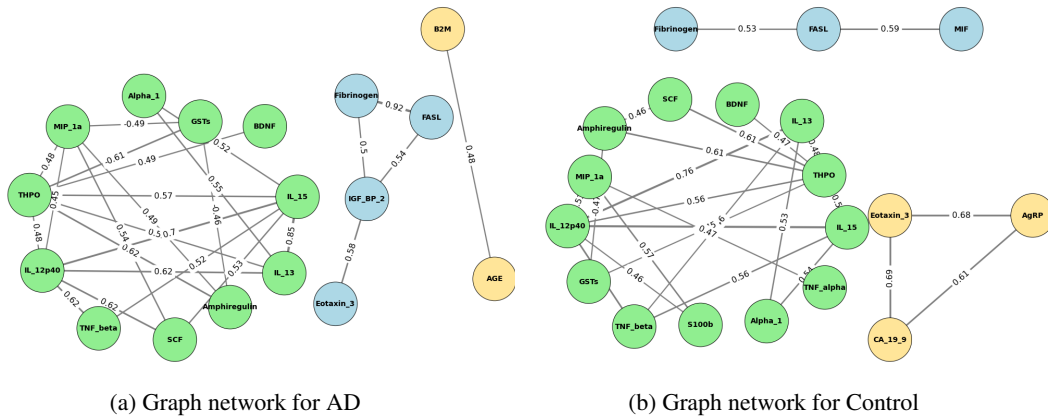 B2M
Fibrinogen
0.53
FASL
0.59
MIF
Alpha_1
Fibrinogen
0.92
SCF
BDNF
GSTs
FASL
MIP_1a
-0.49
BDNF
0.46
IL_13
Amphiregulin
0.61
0.47
0.48
0.48
-0.61
0.49
0.52
0.5
0.54
0.48
0.61
MIP_1a
0.76
THPO
THPO
0.45
0.57
0.55
IL_15
IGF_BP_2
0.56
-0.46
IL_12p40
Eotaxin_3
0.68
AgRP
0.49
0.47
IL_15
0.48
0.7
0.85
0.53
0.54
0.62
0.58
0.57
IL_12p40
0.62
0.52
0.53
IL_13
GSTs
0.46
0.56
0.54
TNF_alpha
0.69
0.61
AGE
0.62
0.62
Amphiregulin
Eotaxin_3
TNF_beta
S100b
Alpha_1
TNF_beta
SCF
CA_19_9
(a) Graph network for AD
(b) Graph network for Control